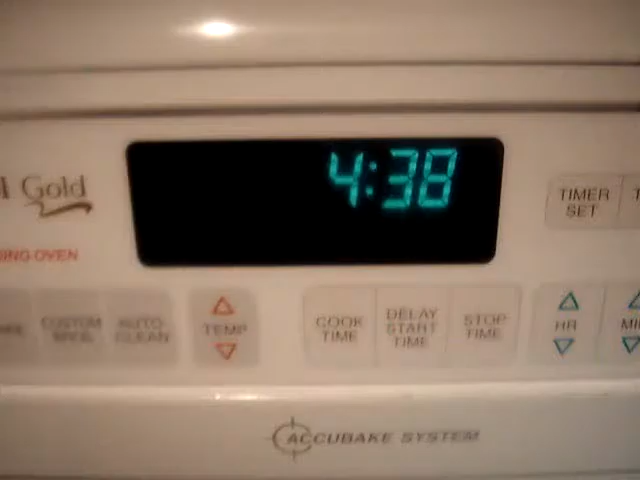 4:38
Gold
TIMER
SET
OVEN
CUSTOM
BROIL
AUTO
CLEAN
TEMP
COOK
TIME
DELAY
START
TIME
STOP
TIME
HR
ACCUBAKE SYSTEM